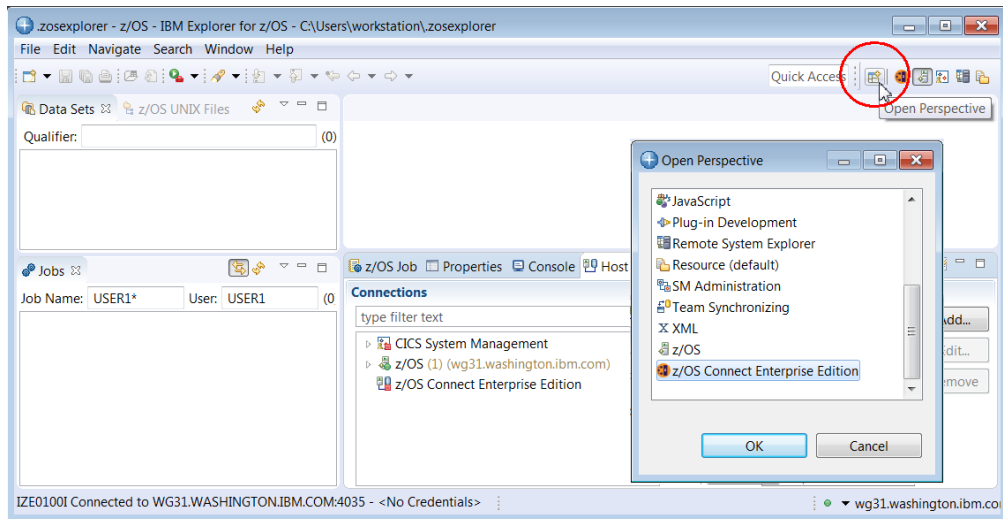 .zosexplorer - z/OS - IBM Explorer for z/OS - C:\Users\workstation\.zosexplorer
File Edit Navigate Search Window Help
Quick Access
Open Perspective
Data Sets z/OS UNIX Files
Qualifier: (0)
Open Perspective
JavaScript
Plug-in Development
Remote System Explorer
Resource (default)
SM Administration
Team Synchronizing
XML
z/OS
z/OS Connect Enterprise Edition
OK Cancel
Jobs
Job Name: USER1* User: USER1 (0
z/OS Job Properties Console Host
Connections
type filter text
CICS System Management
z/OS (1) (wg31.washington.ibm.com)
z/OS Connect Enterprise Edition
Add...
Edit...
emove
IZE0100I Connected to WG31.WASHINGTON.IBM.COM:4035 - <No Credentials>
wg31.washington.ibm.co